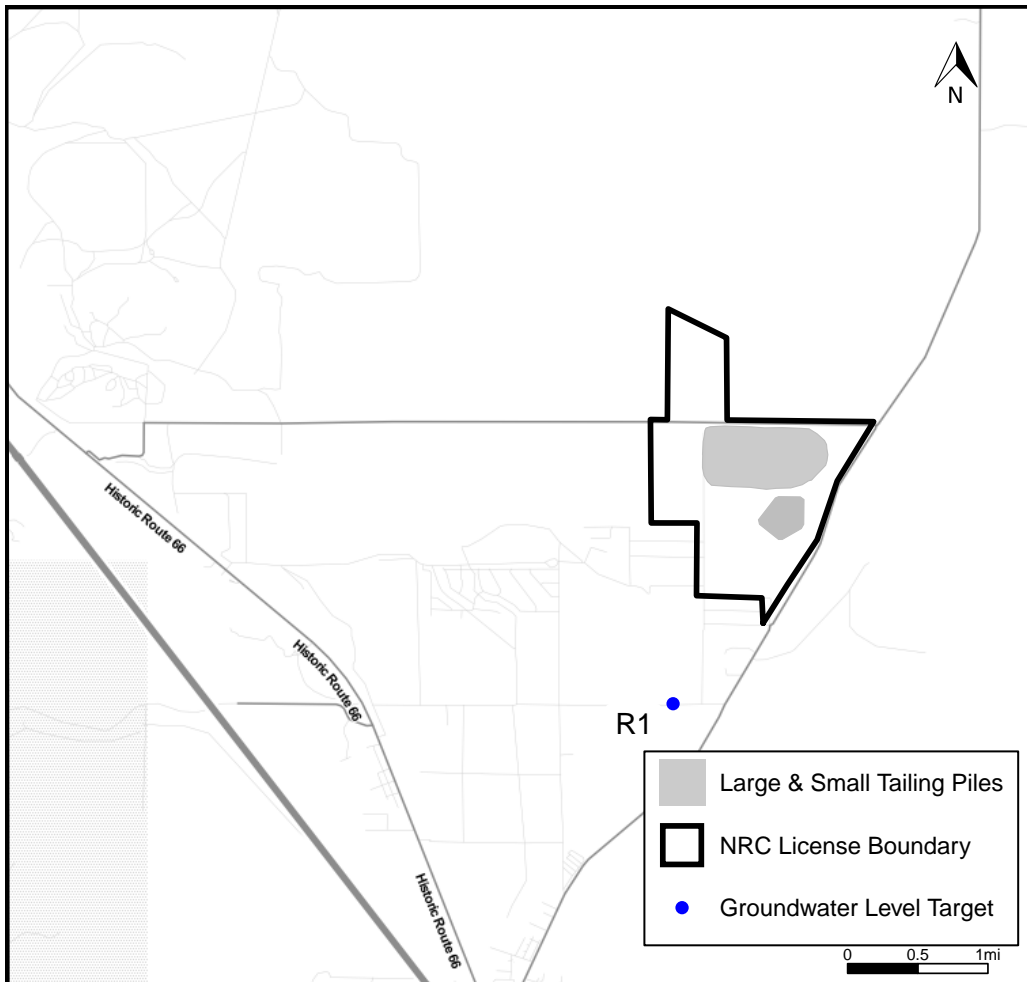 N
Historic Route 66
Historic Route 66
R1
Large & Small Tailing Piles
NRC License Boundary
Historic Route 66
Groundwater Level Target
0 0.5 1mi